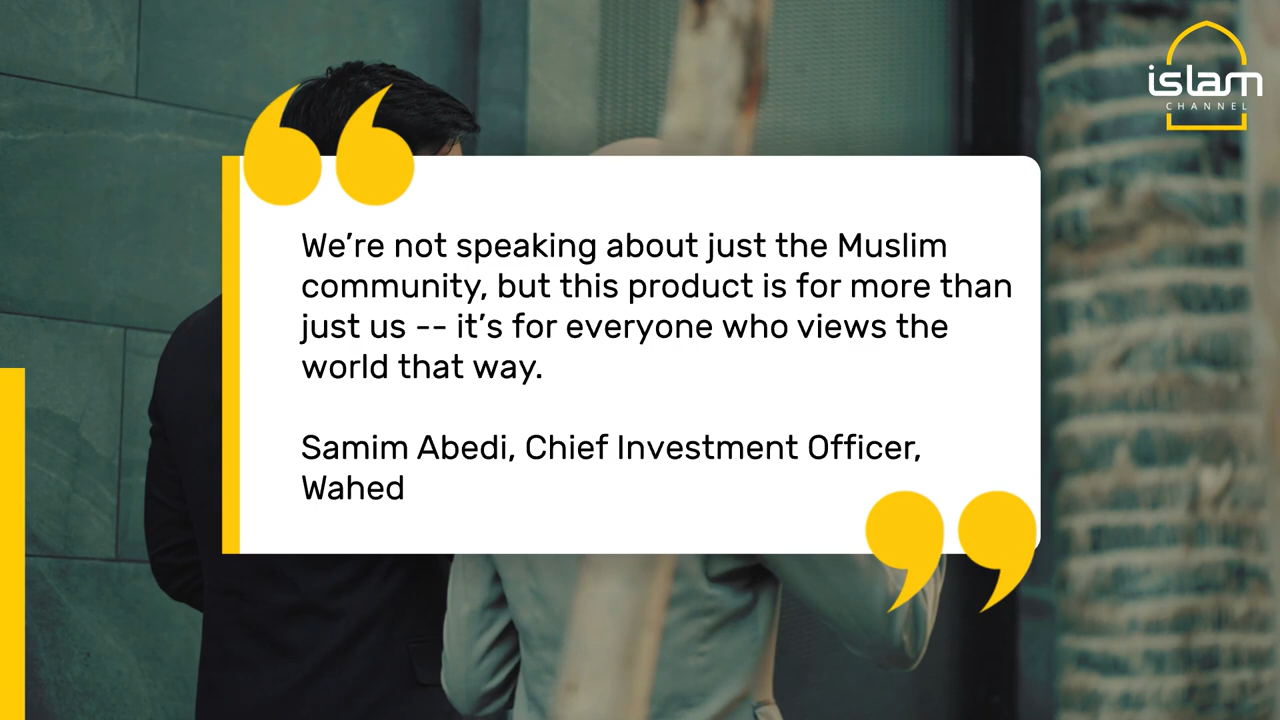 islam
CHANNEL
We’re not speaking about just the Muslim
community, but this product is for more than
just us -- it’s for everyone who views the
world that way.
Samim Abedi, Chief Investment Officer,
Wahed